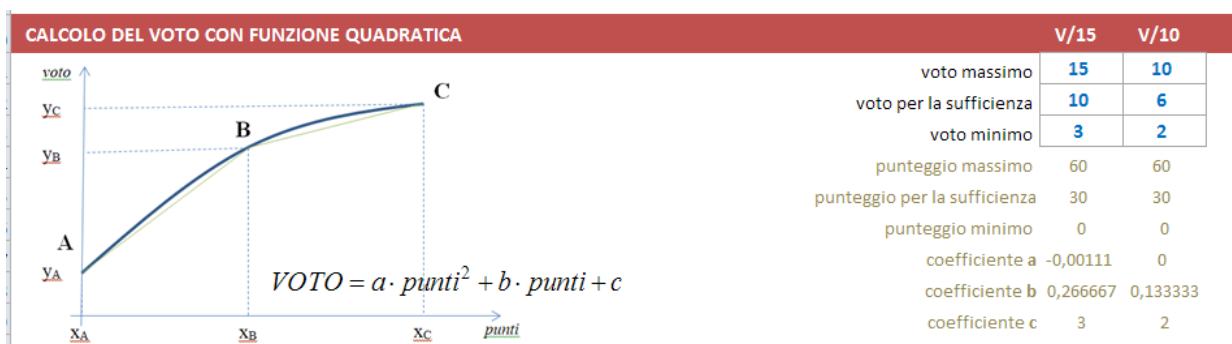 CALCOLO DEL VOTO CON FUNZIONE QUADRATICA V/15 V/10
voto
yC
yB
yA
A
B
C
xA xB xC punti
VOTO = a· punti² + b· punti + c
voto massimo 15 10
voto per la sufficienza 10 6
voto minimo 3 2
punteggio massimo 60 60
punteggio per la sufficienza 30 30
punteggio minimo 0 0
coefficiente a -0,00111 0
coefficiente b 0,266667 0,133333
coefficiente c 3 2